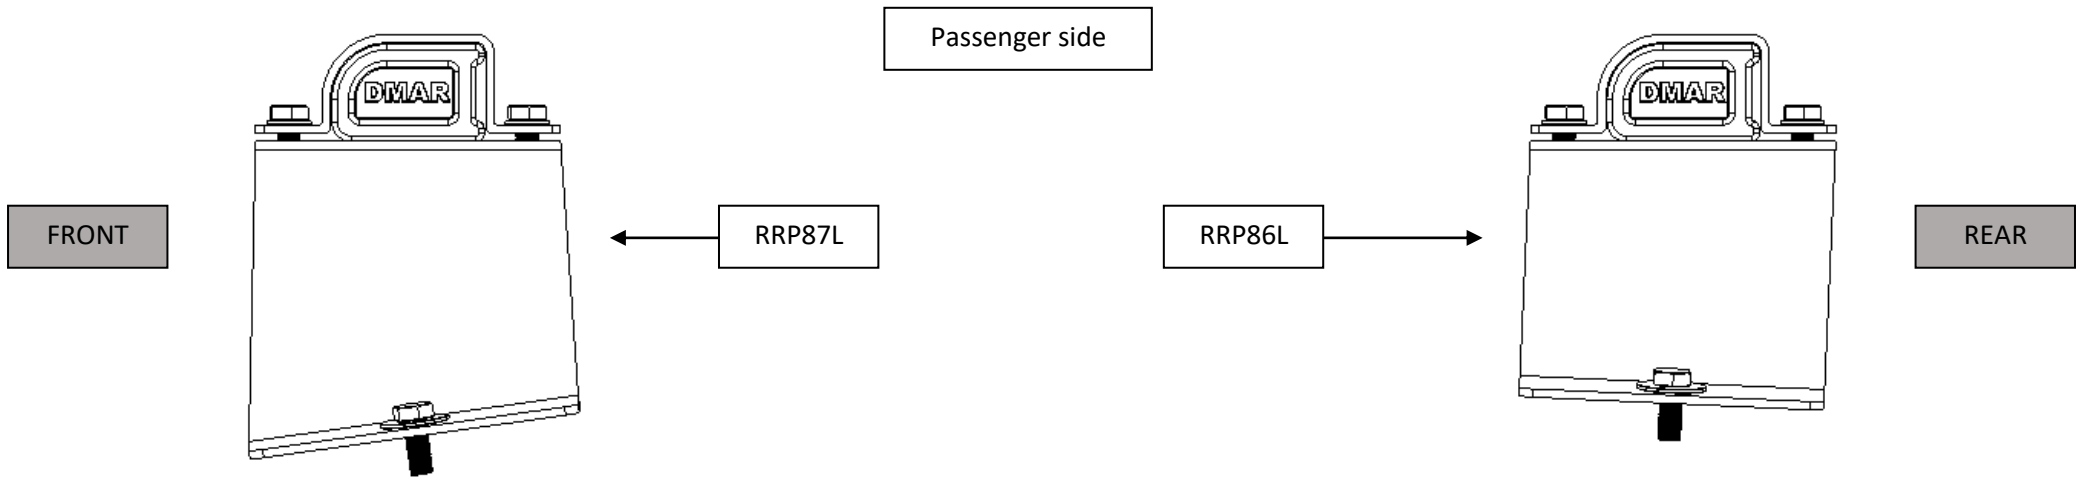 Passenger side
DMAR
DMAR
FRONT
RRP87L
RRP86L
REAR